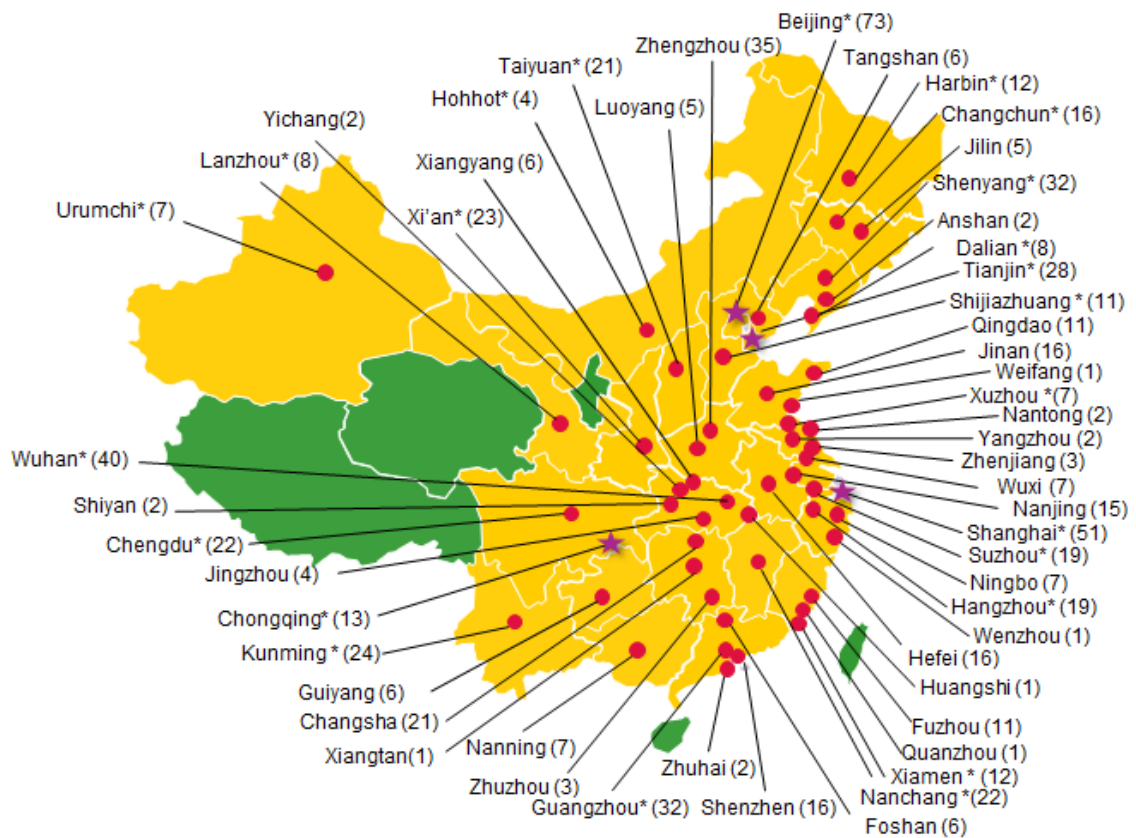 Beijing* (73)
Zhengzhou (35)
Tangshan (6)
Taiyuan* (21)
Harbin* (12)
Hohhot* (4)
Luoyang (5)
Changchun* (16)
Yichang(2)
Jilin (5)
Lanzhou* (8)
Xiangyang (6)
Shenyang* (32)
Urumchi* (7)
Xi'an* (23)
Anshan (2)
Dalian *(8)
Tianjin* (28)
Shijiazhuang * (11)
Qingdao (11)
Jinan (16)
Weifang (1)
Xuzhou *(7)
Nantong (2)
Yangzhou (2)
Wuhan* (40)
Zhenjiang (3)
Wuxi (7)
Shiyan (2)
Nanjing (15)
Shanghai* (51)
Chengdu* (22)
Suzhou* (19)
Jingzhou (4)
Ningbo (7)
Hangzhou* (19)
Chongqing* (13)
Wenzhou (1)
Kunming * (24)
Hefei (16)
Guiyang (6)
Huangshi (1)
Changsha (21)
Fuzhou (11)
Xiangtan(1)
Nanning (7)
Quanzhou (1)
Zhuhai (2)
Xiamen * (12)
Zhuzhou (3)
Nanchang *(22)
Guangzhou* (32)
Shenzhen (16)
Foshan (6)